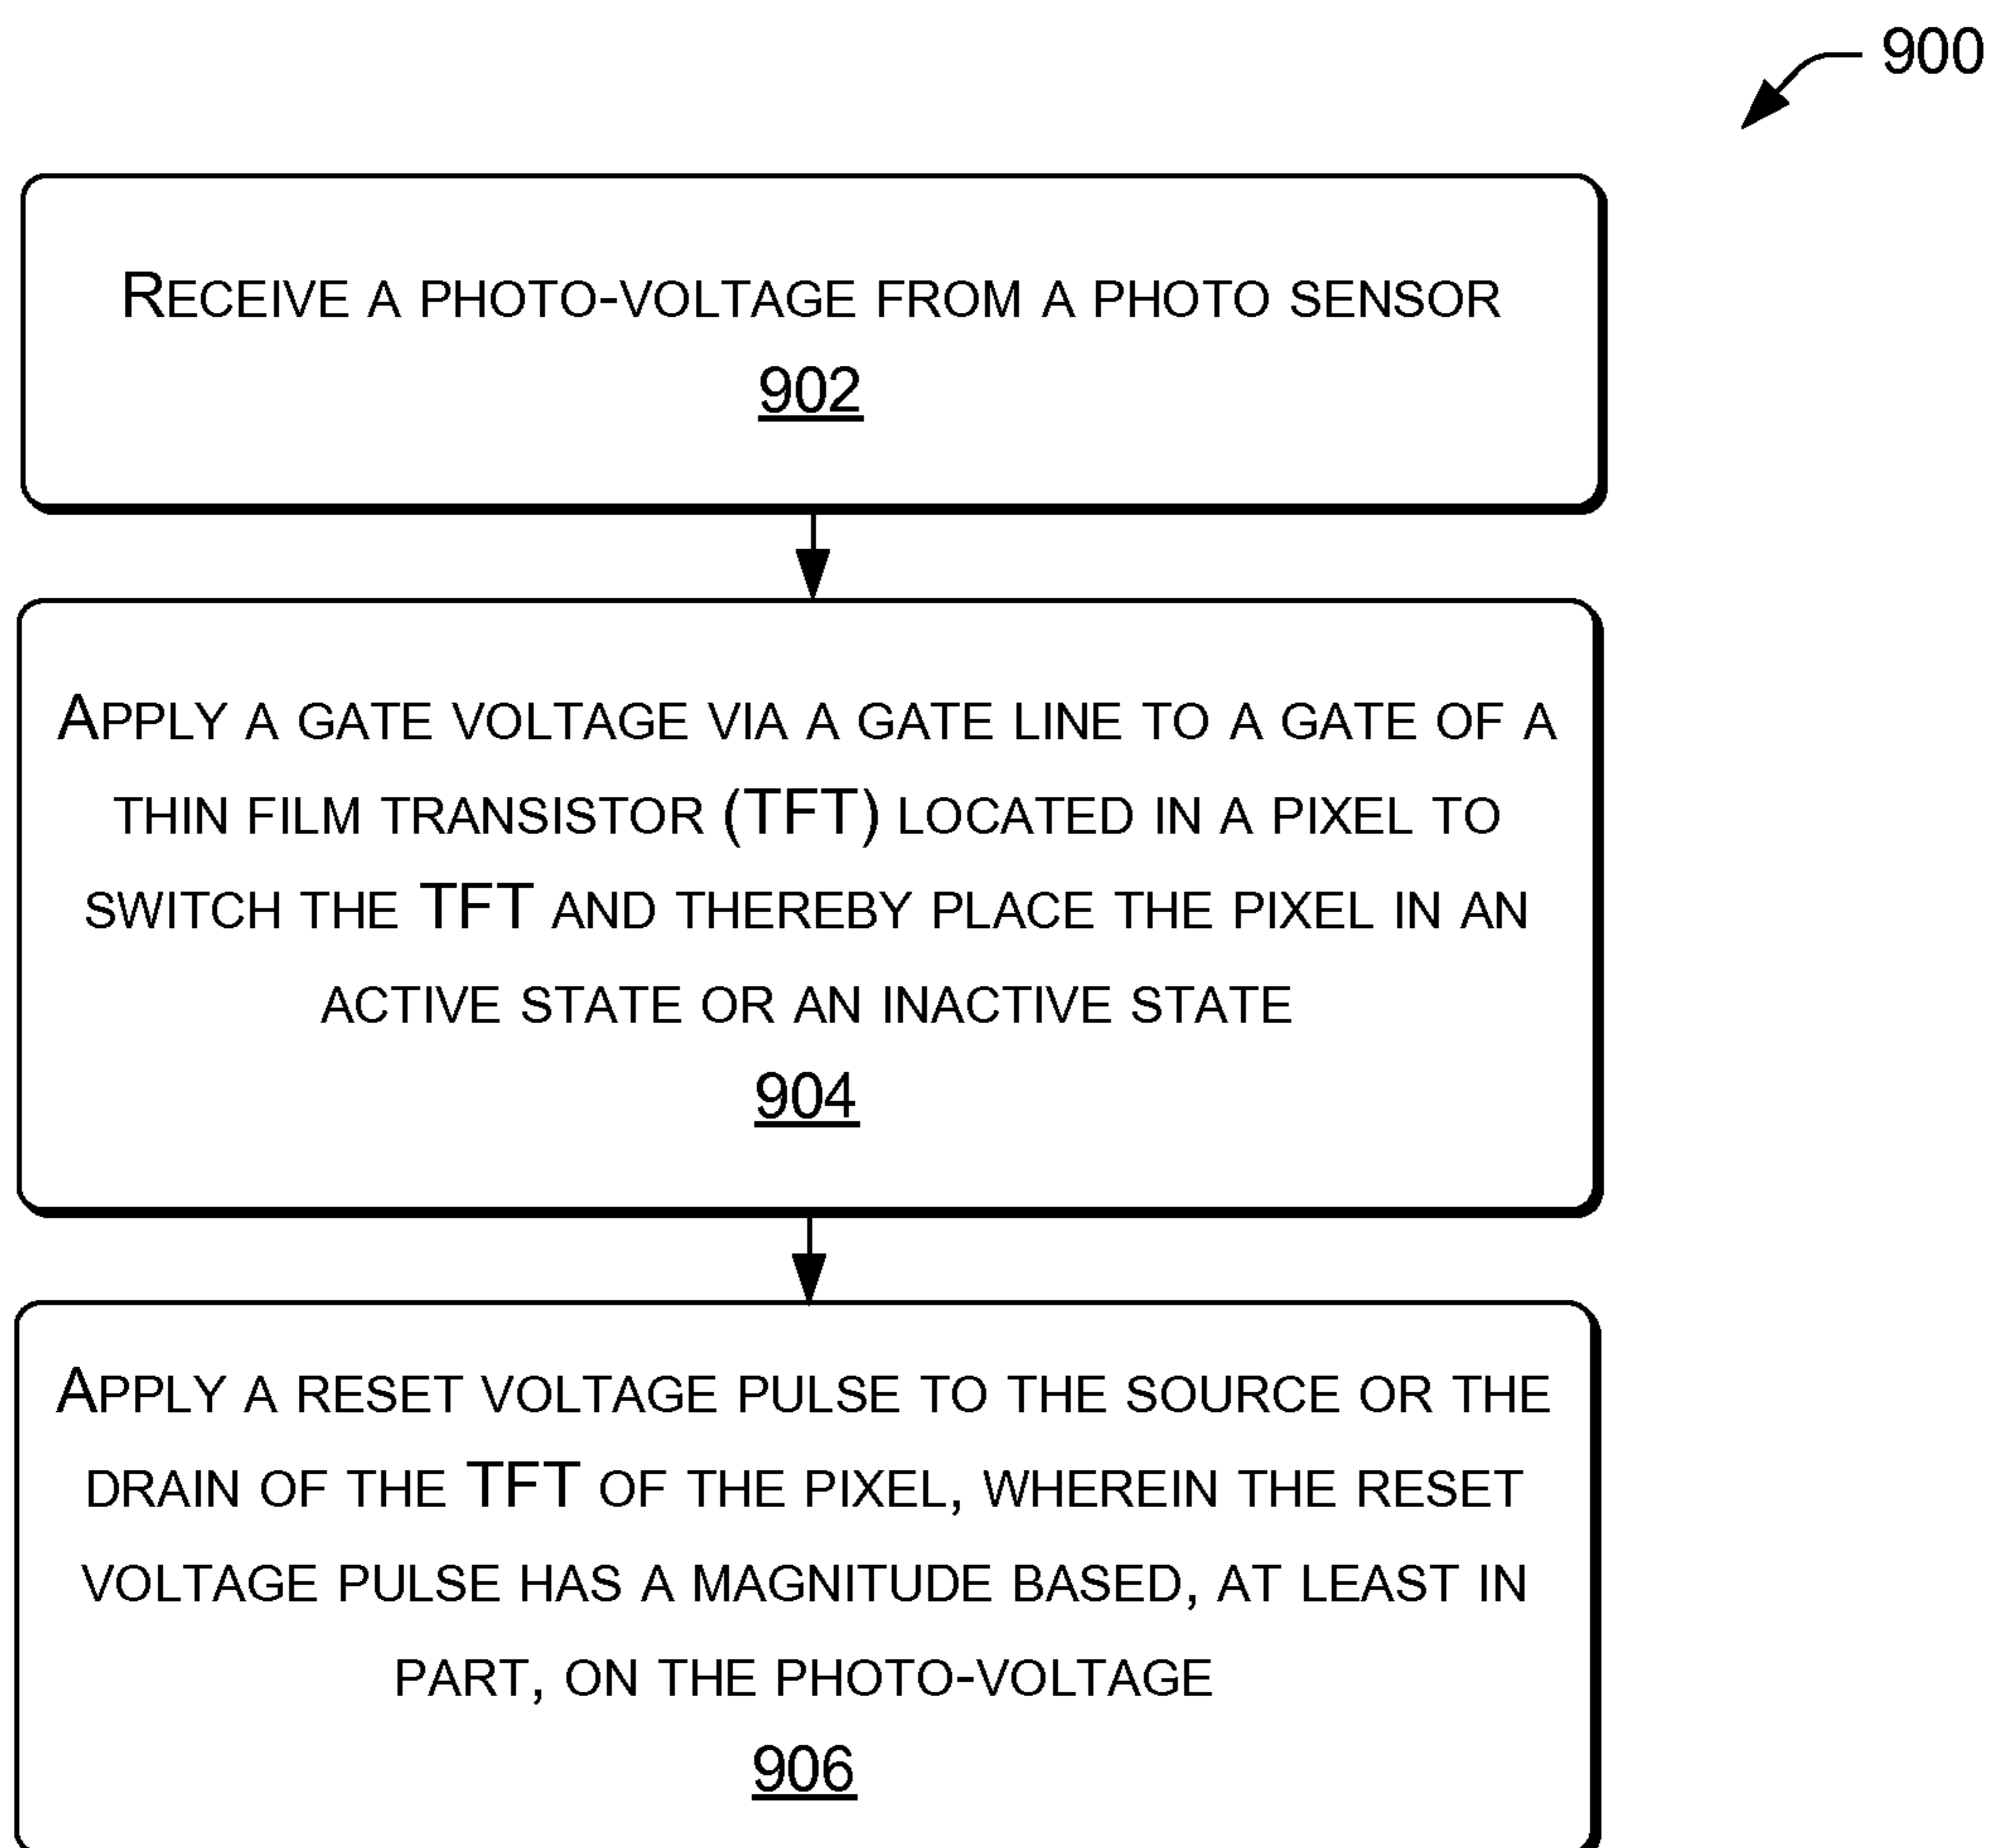 900
RECEIVE A PHOTO-VOLTAGE FROM A PHOTO SENSOR
902
APPLY A GATE VOLTAGE VIA A GATE LINE TO A GATE OF A
THIN FILM TRANSISTOR (TFT) LOCATED IN A PIXEL TO
SWITCH THE TFT AND THEREBY PLACE THE PIXEL IN AN
ACTIVE STATE OR AN INACTIVE STATE
904
APPLY A RESET VOLTAGE PULSE TO THE SOURCE OR THE
DRAIN OF THE TFT OF THE PIXEL, WHEREIN THE RESET
VOLTAGE PULSE HAS A MAGNITUDE BASED, AT LEAST IN
PART, ON THE PHOTO-VOLTAGE
906